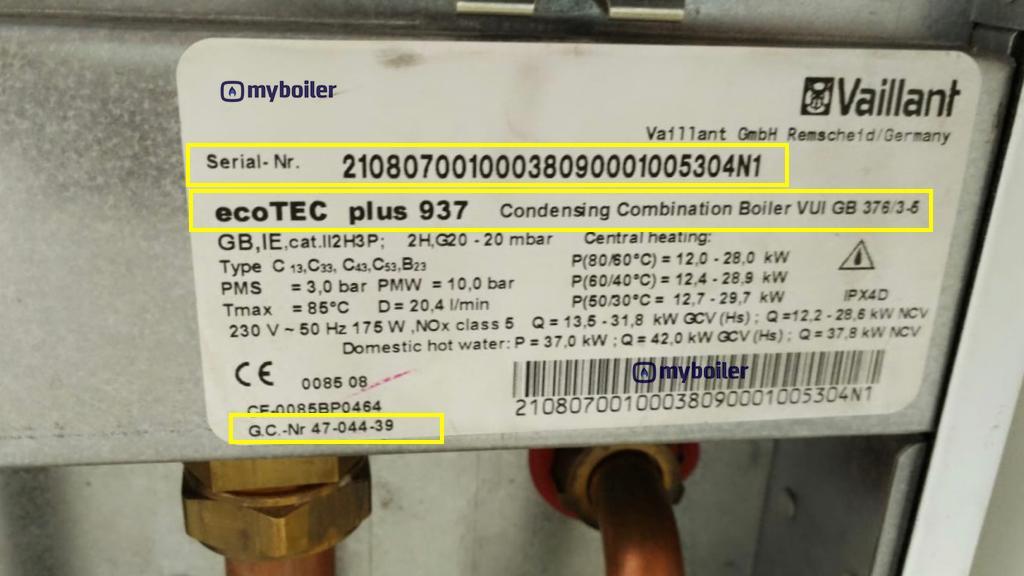 myboiler
Vaillant
Vaillant GmbH Remscheid/Germany
Serial-Nr. 21080700100038090001005304N1
ecoTEC plus 937 Condensing Combination Boiler VUI GB 376/3-5
GB,IE,cat.II2H3P; 2H,G20 - 20 mbar
Type C13,C33, C43,C53,B23
PMS = 3,0 bar PMW = 10,0 bar
Tmax = 85°C D = 20,4 l/min
Central heating:
P(80/60°C) = 12,0 - 28,0 kW
P(60/40°C) = 12,4 - 28,9 kW
P(50/30°C) = 12,7 - 29,7 kW
IPX4D
230 V ~ 50 Hz 175 W ,NOx class 5 Q = 13,5 - 31,8 kW GCV (Hs) ; Q =12,2 - 28,6 kW NCV
Domestic hot water: P = 37,0 kW ; Q = 42,0 kW GCV (Hs) ; Q = 37,8 kW NCV
CE 0085 08
CE-0085BP0464
G.C.-Nr 47-044-39
myboiler
21080700100038090001005304N1